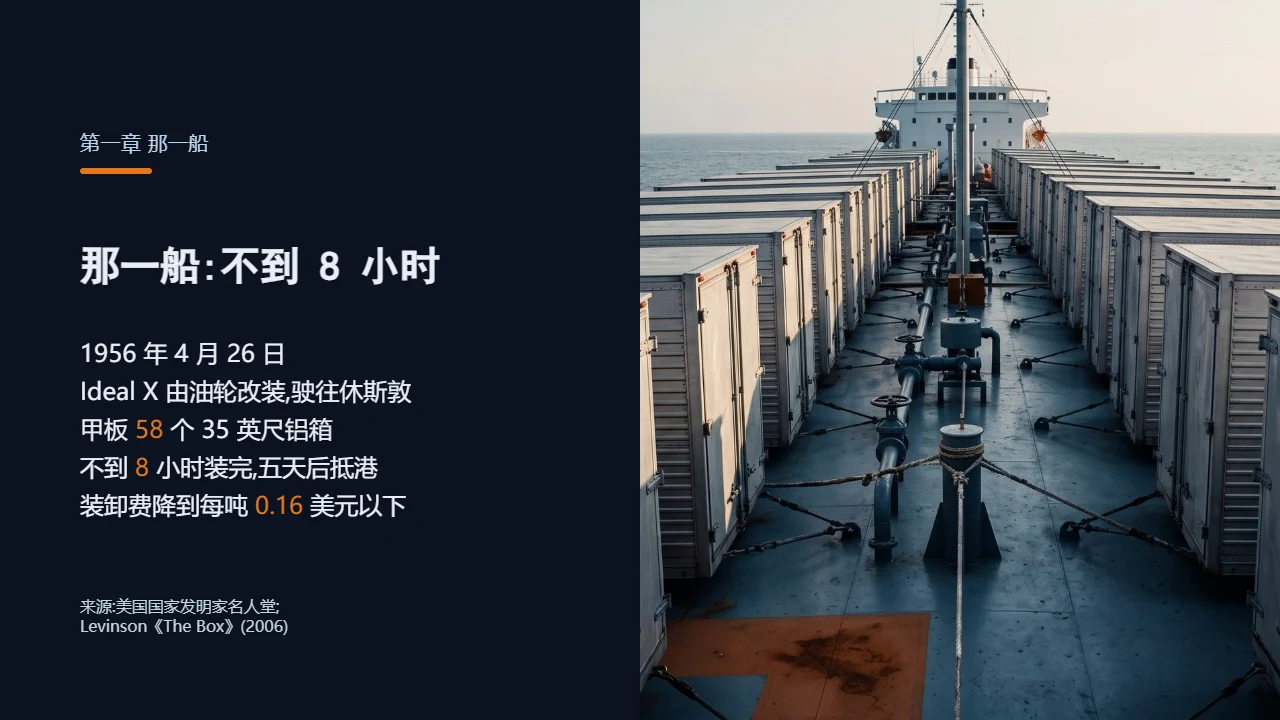 第一章 那一船
那一船:不到 8 小时
1956 年 4 月 26 日
Ideal X 由油轮改装,驶往休斯敦
甲板 58 个 35 英尺铝箱
不到 8 小时装完,五天后抵港
装卸费降到每吨 0.16 美元以下
来源:美国国家发明家名人堂;
Levinson《The Box》(2006)